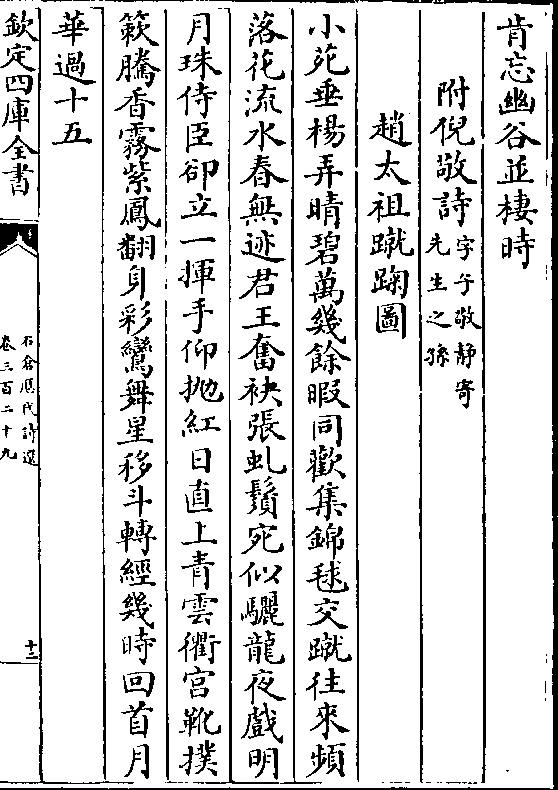 肯忘幽谷並棲時
附倪敬詩字子敬靜寄
先生之孫
趙太祖蹴踘圖
小苑垂楊弄晴碧萬幾餘暇同歡集錦毬交蹴往來頻
落花流水春無迹君王奮袂張虬鬚宛似驪龍夜戲明
月珠侍臣卻立一揮手仰拋紅日直上青雲衢宮靴撲
簌騰香霧紫鳳翻身彩鸞舞星移斗轉經幾時回首月
華過十五
欽定四庫全書
石倉歷代詩選
卷三百二十九
十三